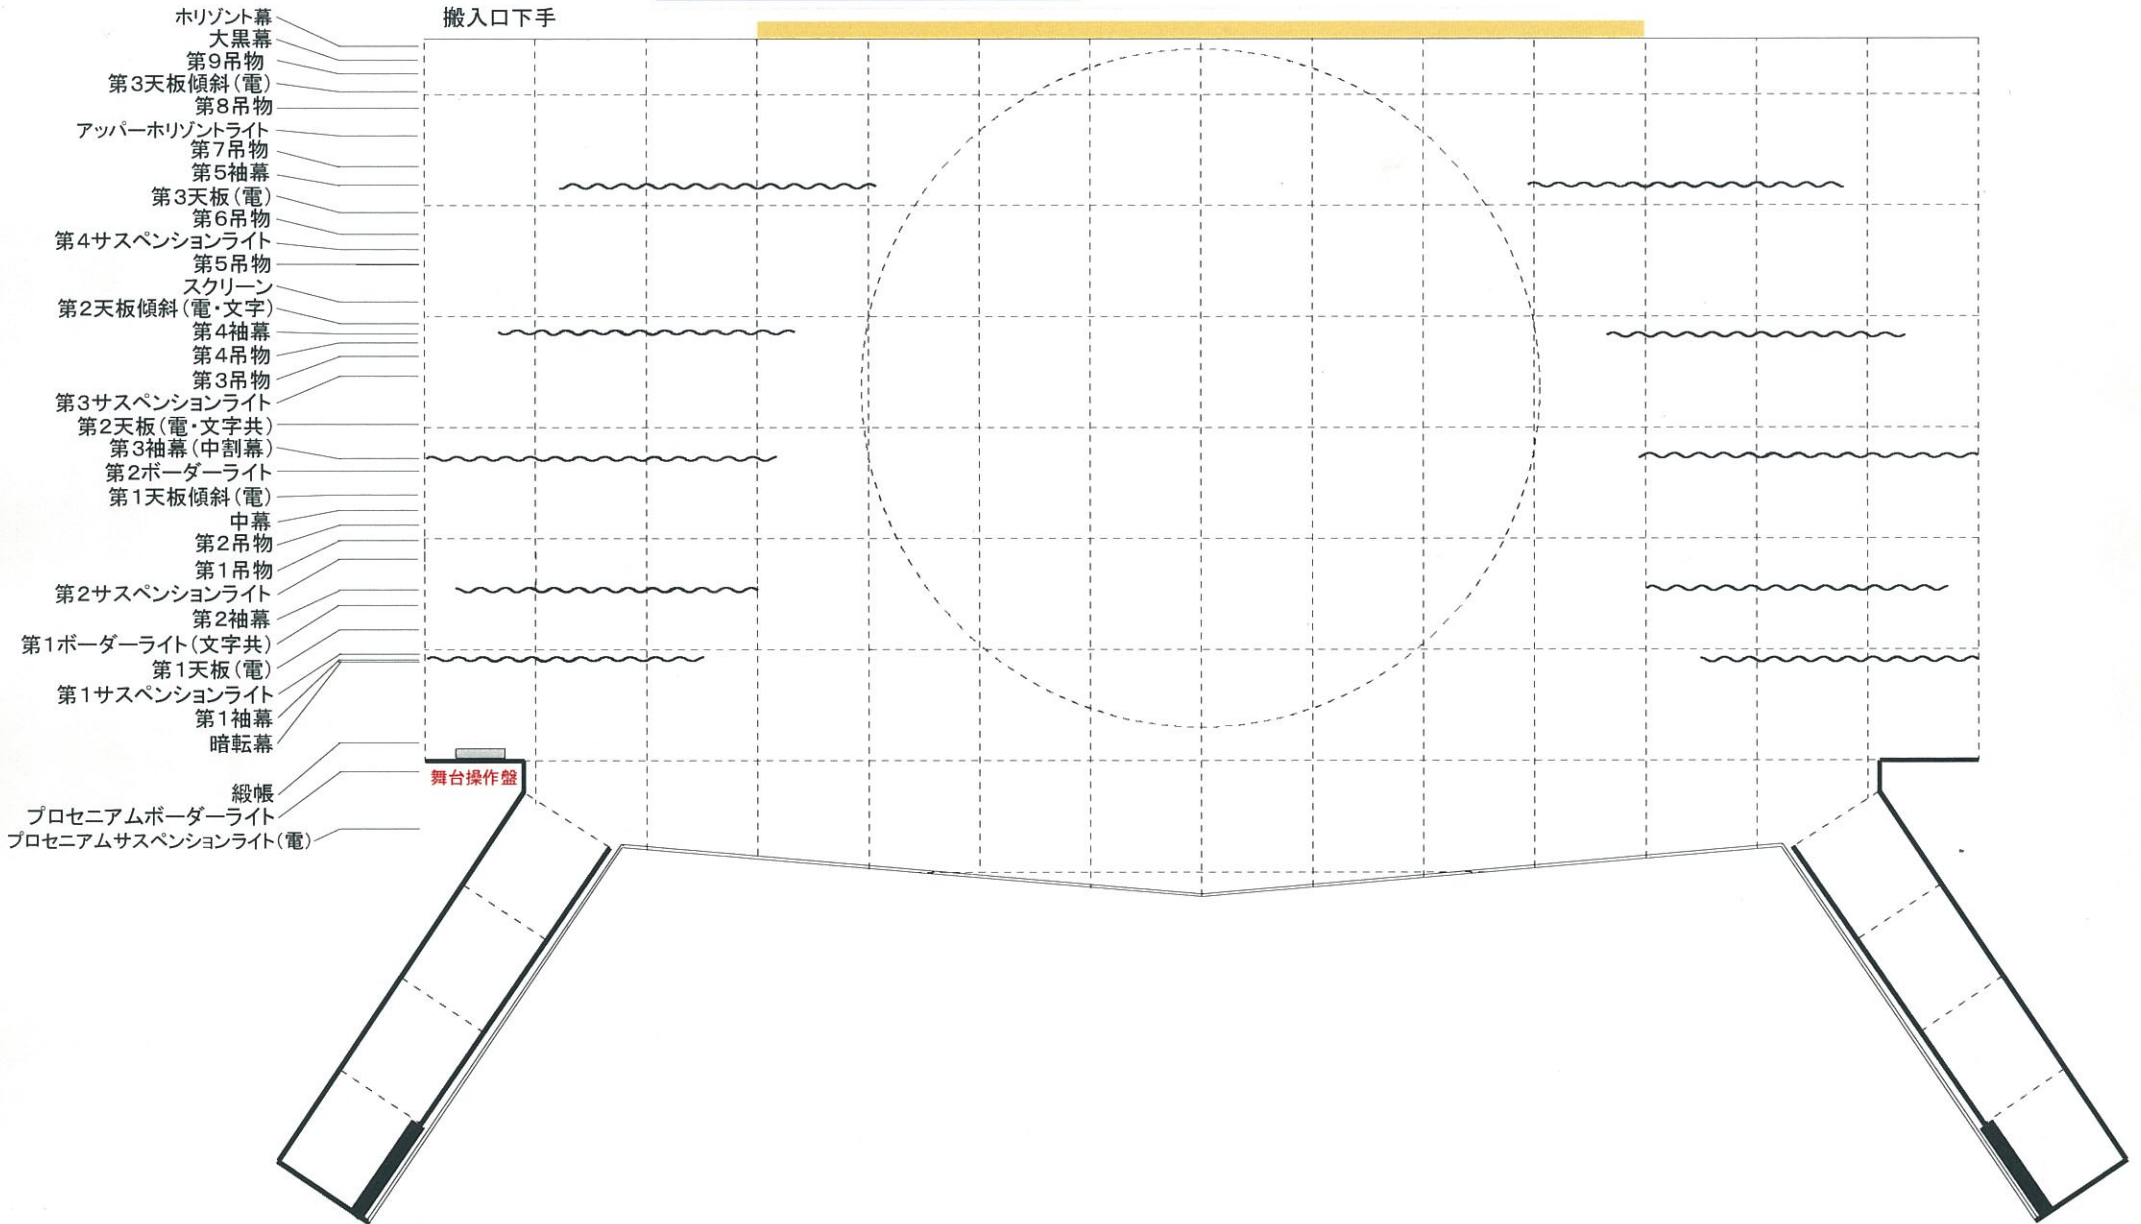 搬入口下手
ホリゾント幕
大黒幕
第9吊物
第3天板傾斜(電)
第8吊物
アッパーホリゾントライト
第7吊物
第5袖幕
第3天板(電)
第6吊物
第4サスペンションライト
第5吊物
スクリーン
第2天板傾斜(電・文字)
第4袖幕
第4吊物
第3吊物
第3サスペンションライト
第2天板(電・文字共)
第3袖幕(中割幕)
第2ボーダーライト
第1天板傾斜(電)
中幕
第2吊物
第1吊物
第2サスペンションライト
第2袖幕
第1ボーダーライト(文字共)
第1天板(電)
第1サスペンションライト
第1袖幕
暗転幕
舞台操作盤
緞帳
プロセニアムボーダーライト
プロセニアムサスペンションライト(電)